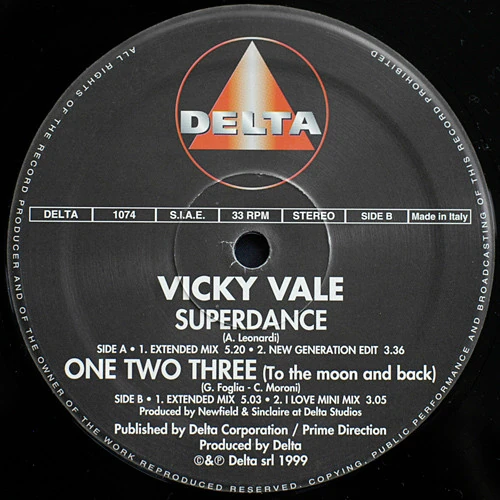 DELTA
DELTA 1074 S.I.A.E. 33 RPM STEREO SIDE B Made in Italy
VICKY VALE
SUPERDANCE
(A. Leonardi)
SIDE A • 1. EXTENDED MIX 5.20 • 2. NEW GENERATION EDIT 3.36
ONE TWO THREE (To the moon and back)
(G. Foglia - C. Moroni)
SIDE B • 1. EXTENDED MIX 5.03 • 2. I LOVE MINI MIX 3.05
Produced by Newfield & Sinclaire at Delta Studios
Published by Delta Corporation / Prime Direction
Produced by Delta
©&℗ Delta srl 1999
ALL RIGHTS OF THE RECORD PRODUCER AND OF THE OWNER OF THE WORK REPRODUCED RESERVED. COPYING, PUBLIC PERFORMANCE AND BROADCASTING OF THIS RECORD PROHIBITED